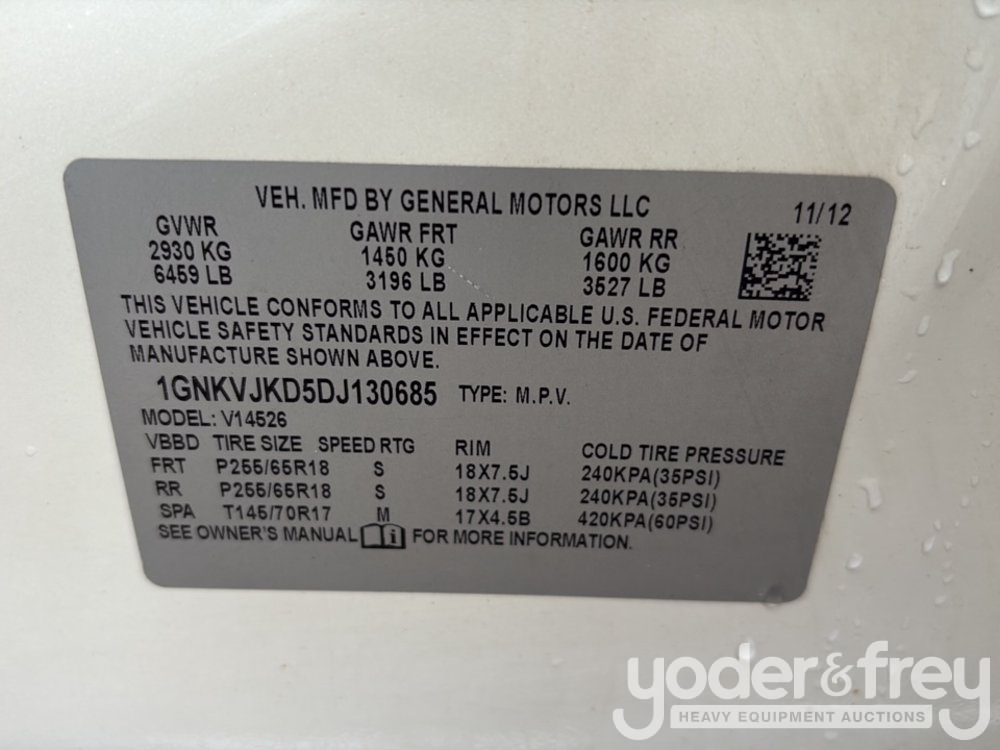 VEH. MFD BY GENERAL MOTORS LLC 11/12
GVWR GAWR FRT GAWR RR
2930 KG 1450 KG 1600 KG
6459 LB 3196 LB 3527 LB
THIS VEHICLE CONFORMS TO ALL APPLICABLE U.S. FEDERAL MOTOR
VEHICLE SAFETY STANDARDS IN EFFECT ON THE DATE OF
MANUFACTURE SHOWN ABOVE.
1GNKVJKD5DJ130685 TYPE: M.P.V.
MODEL: V14526
VBBD TIRE SIZE SPEED RTG RIM COLD TIRE PRESSURE
FRT P255/65R18 S 18X7.5J 240KPA(35PSI)
RR P255/65R18 S 18X7.5J 240KPA(35PSI)
SPA T145/70R17 M 17X4.5B 420KPA(60PSI)
SEE OWNER'S MANUAL i FOR MORE INFORMATION.
yoder&frey
HEAVY EQUIPMENT AUCTIONS